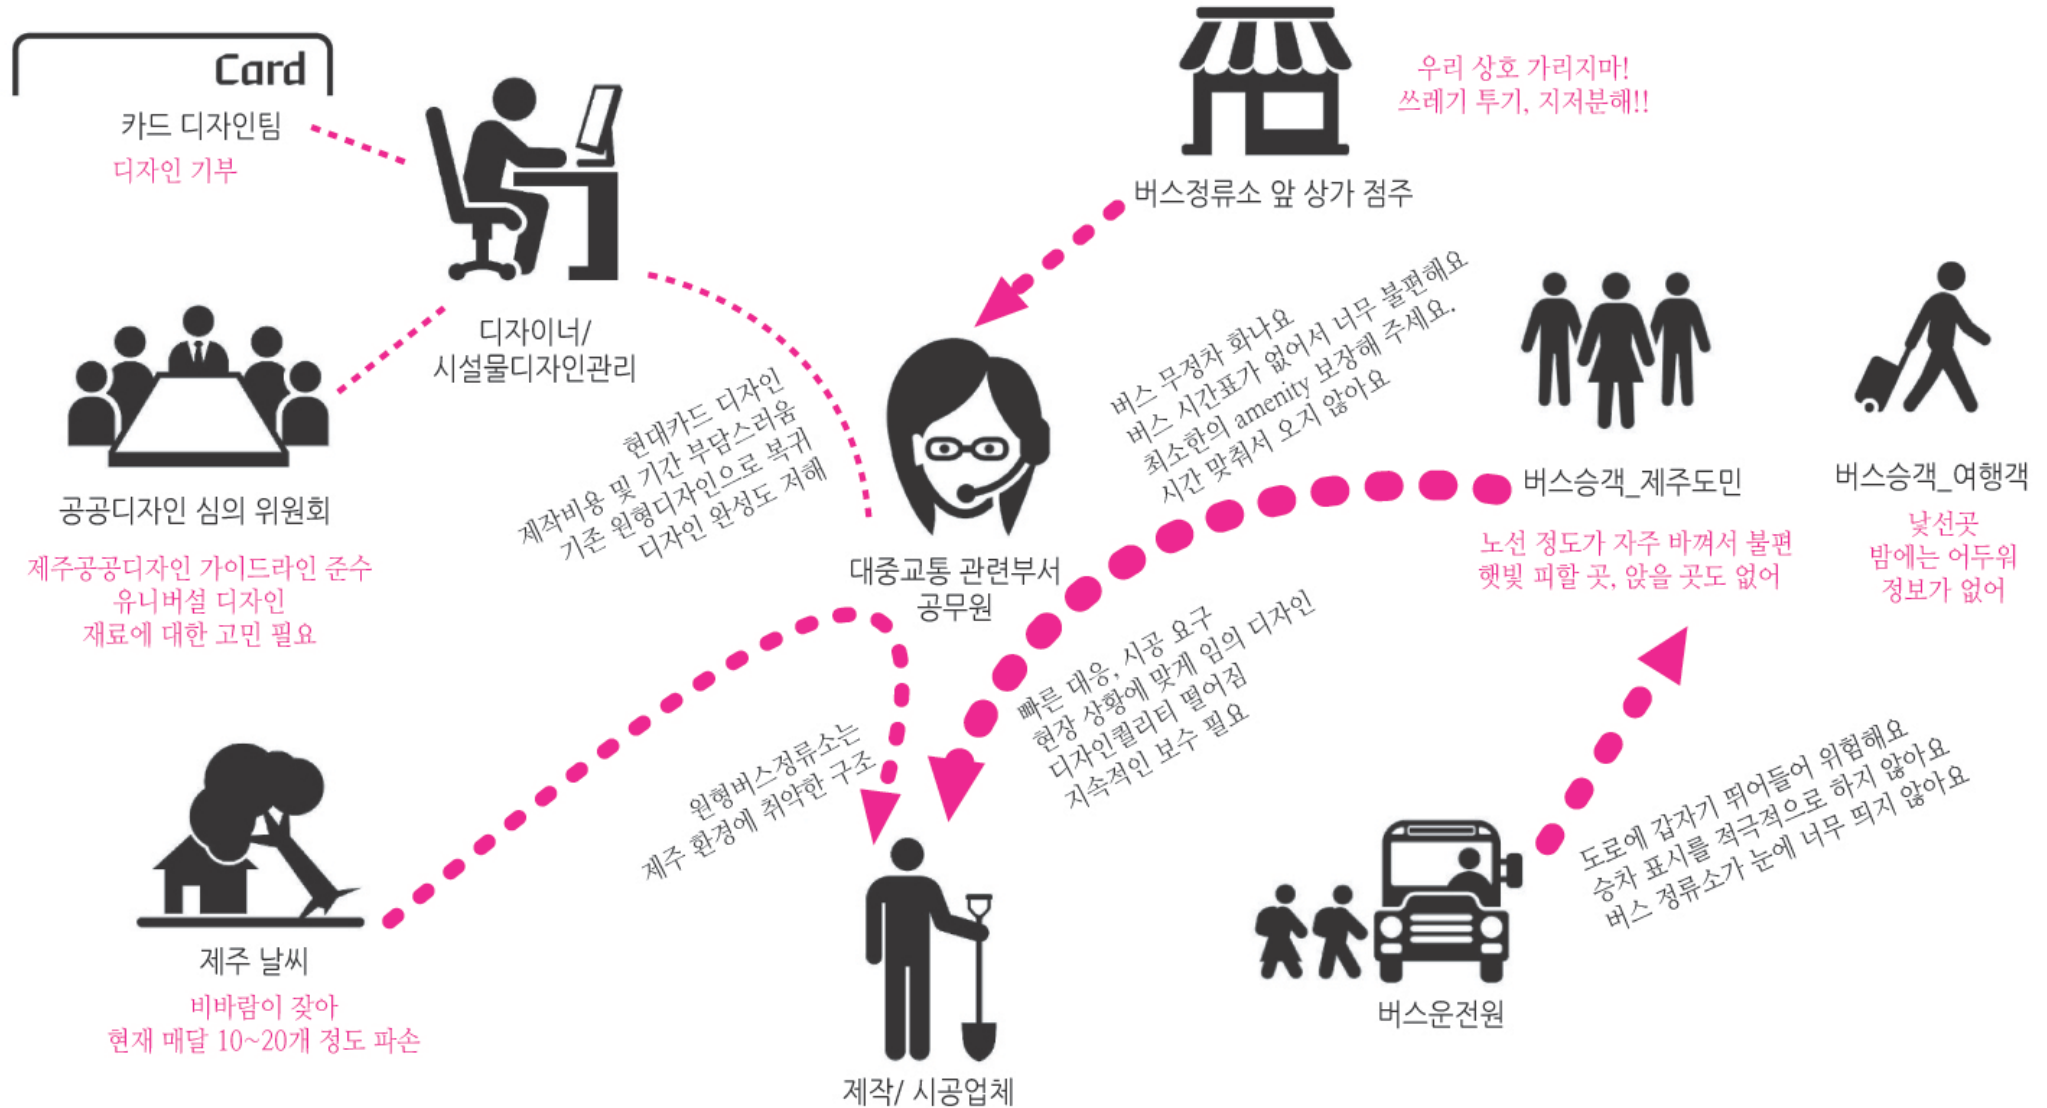 Card
카드 디자인팀
디자인 기부
디자이너/
시설물디자인관리
우리 상호 가리지마!
쓰레기 투기, 지저분해!!
버스정류소 앞 상가 점주
공공디자인 심의 위원회
제주공공디자인 가이드라인 준수
유니버설 디자인
재료에 대한 고민 필요
현대카드 디자인
제작비용 및 기간 부담스러움
기존 원형디자인으로 복귀
디자인 완성도 저해
대중교통 관련부서
공무원
버스 무정차 화나요
버스 시간표가 없어서 너무 불편해요
최소한의 amenity 보장해 주세요.
시간 맞춰서 오지 않아요
버스승객_제주도민
노선 정도가 자주 바껴서 불편
햇빛 피할 곳, 앉을 곳도 없어
버스승객_여행객
낯선곳
밤에는 어두워
정보가 없어
빠른 대응, 시공 요구
현장 상황에 맞게 임의 디자인
디자인퀄리티 떨어짐
지속적인 보수 필요
원형버스정류소는
제주 환경에 취약한 구조
도로에 갑자기 뛰어들어 위험해요
승차 표시를 적극적으로 하지 않아요
버스 정류소가 눈에 너무 띄지 않아요
제주 날씨
비바람이 잦아
현재 매달 10~20개 정도 파손
버스운전원
제작/ 시공업체